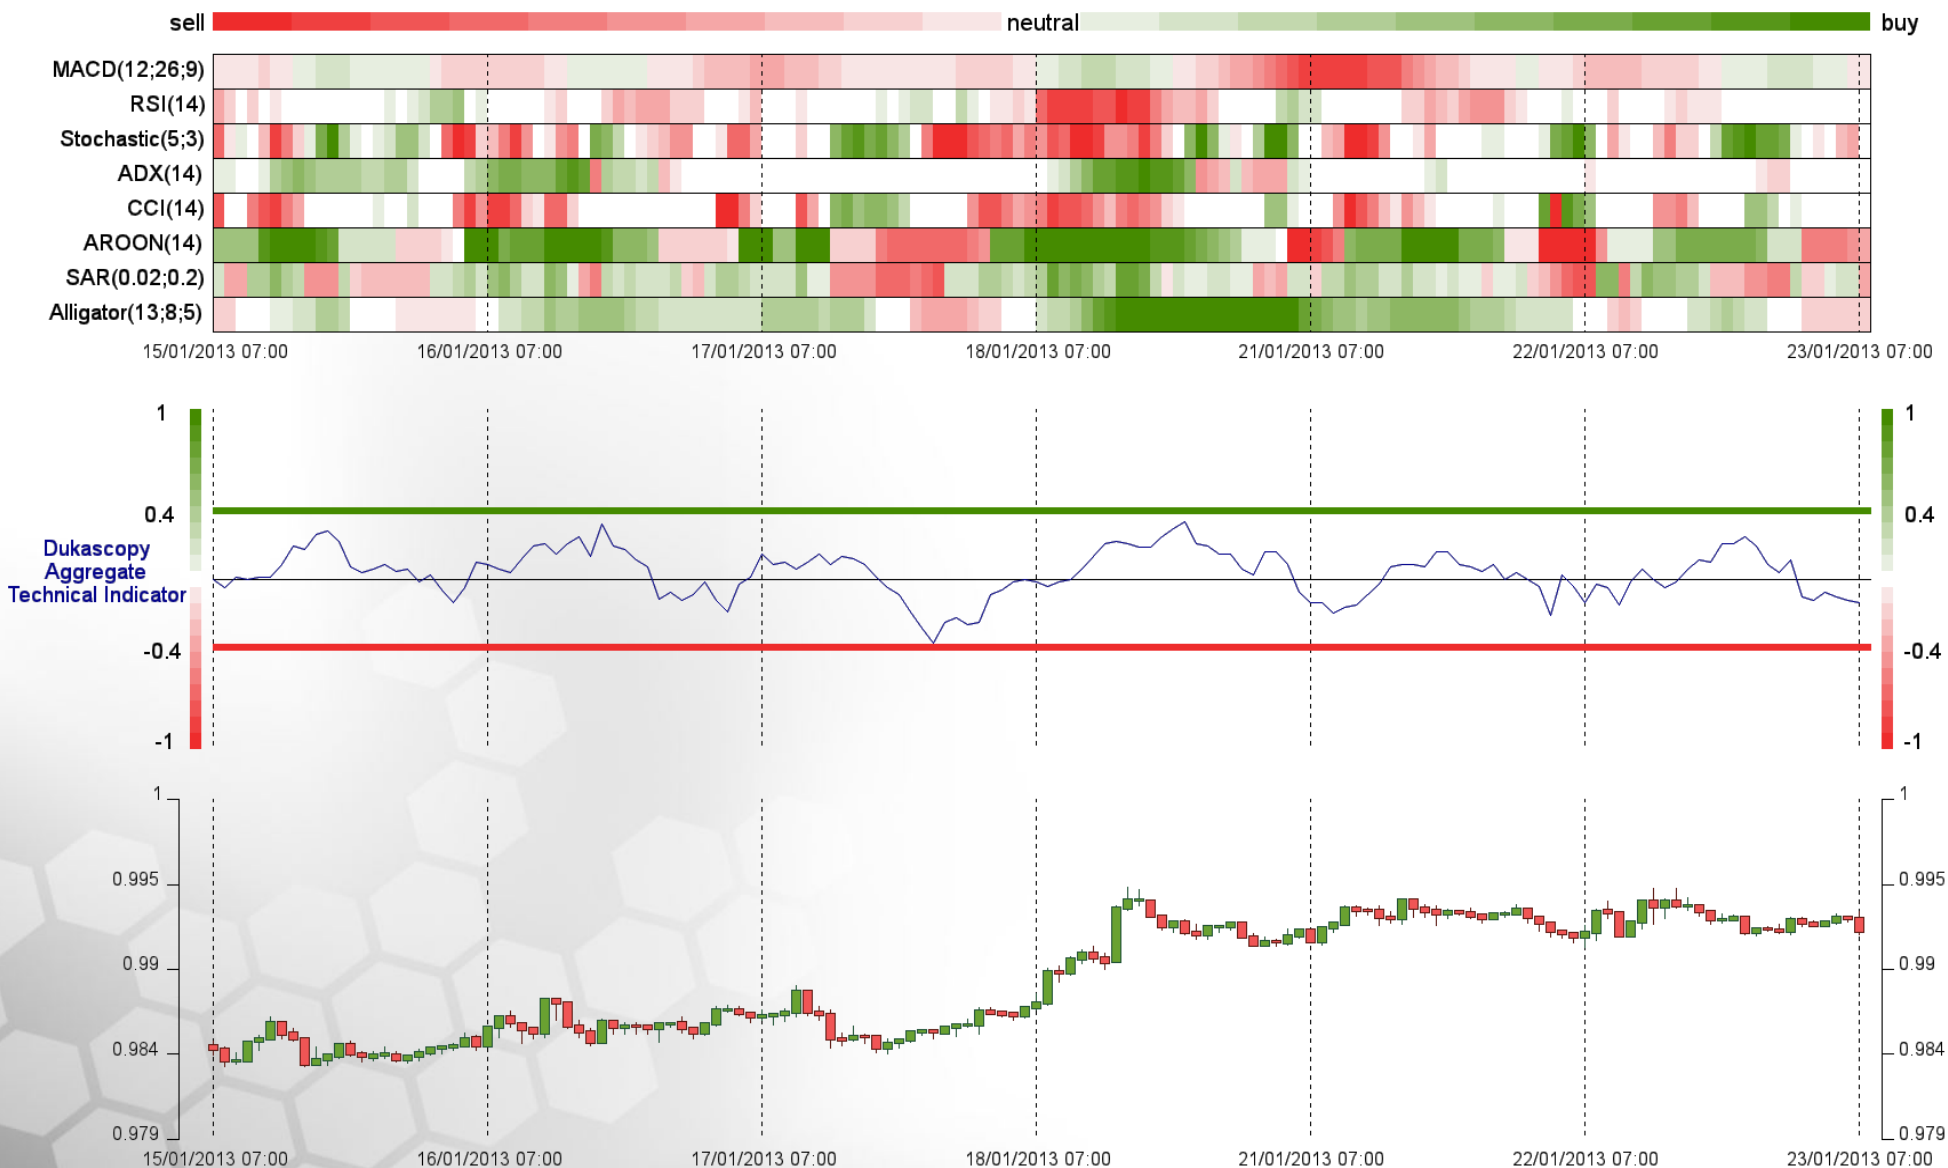 sell neutral buy
MACD(12;26;9)
RSI(14)
Stochastic(5;3)
ADX(14)
CCI(14)
AROON(14)
SAR(0.02;0.2)
Alligator(13;8;5)
15/01/2013 07:00 16/01/2013 07:00 17/01/2013 07:00 18/01/2013 07:00 21/01/2013 07:00 22/01/2013 07:00 23/01/2013 07:00
1 1
0.4 0.4
Dukascopy
Aggregate
Technical Indicator
-0.4 -0.4
-1 -1
1 1
0.995 0.995
0.99 0.99
0.984 0.984
0.979 0.979
15/01/2013 07:00 16/01/2013 07:00 17/01/2013 07:00 18/01/2013 07:00 21/01/2013 07:00 22/01/2013 07:00 23/01/2013 07:00